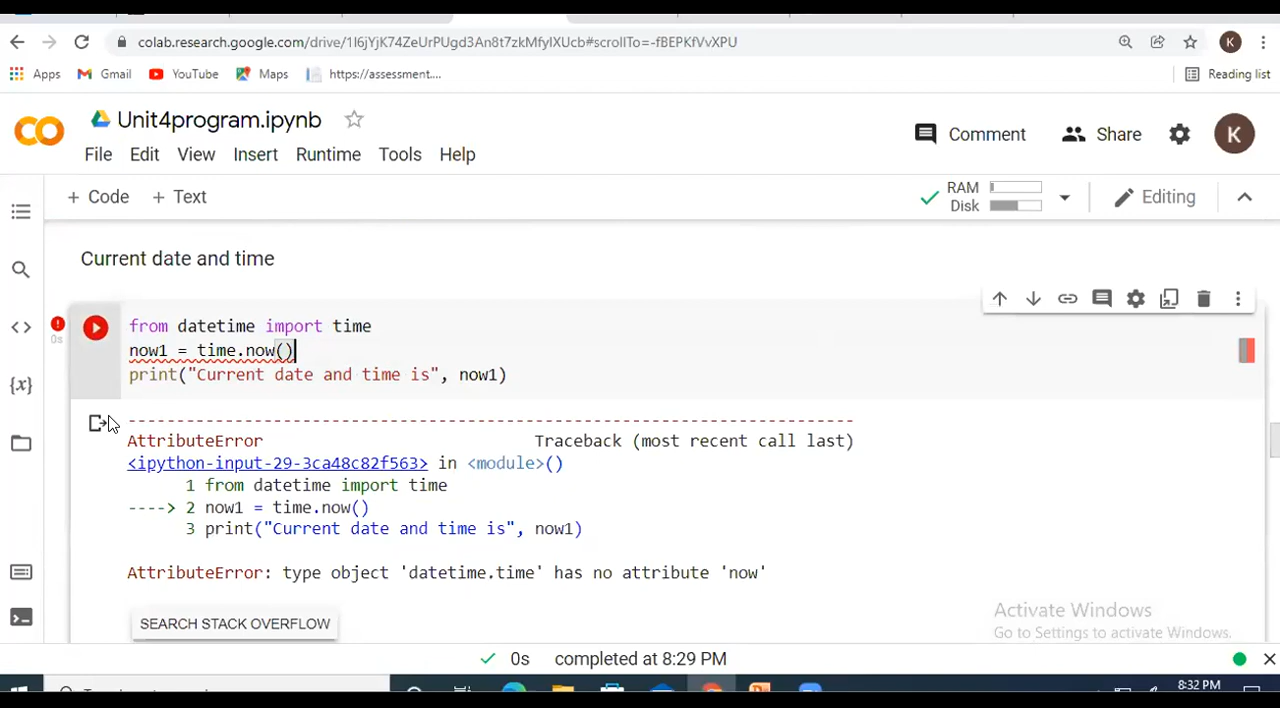 colab.research.google.com/drive/1I6jYjK74ZeUrPUgd3An8t7zkMfyIXUcb#scrollTo=-fBEPKfVvXPU
K
Apps Gmail YouTube Maps https://assessment.... Reading list
CO Unit4program.ipynb
Comment Share K
File Edit View Insert Runtime Tools Help
+ Code + Text RAM Disk Editing
Current date and time
0s
from datetime import time
now1 = time.now()
print("Current date and time is", now1)
---------------------------------------------------------------------------
AttributeError Traceback (most recent call last)
<ipython-input-29-3ca48c82f563> in <module>()
1 from datetime import time
----> 2 now1 = time.now()
3 print("Current date and time is", now1)
AttributeError: type object 'datetime.time' has no attribute 'now'
SEARCH STACK OVERFLOW
Activate Windows
Go to Settings to activate Windows.
0s completed at 8:29 PM
8:32 PM